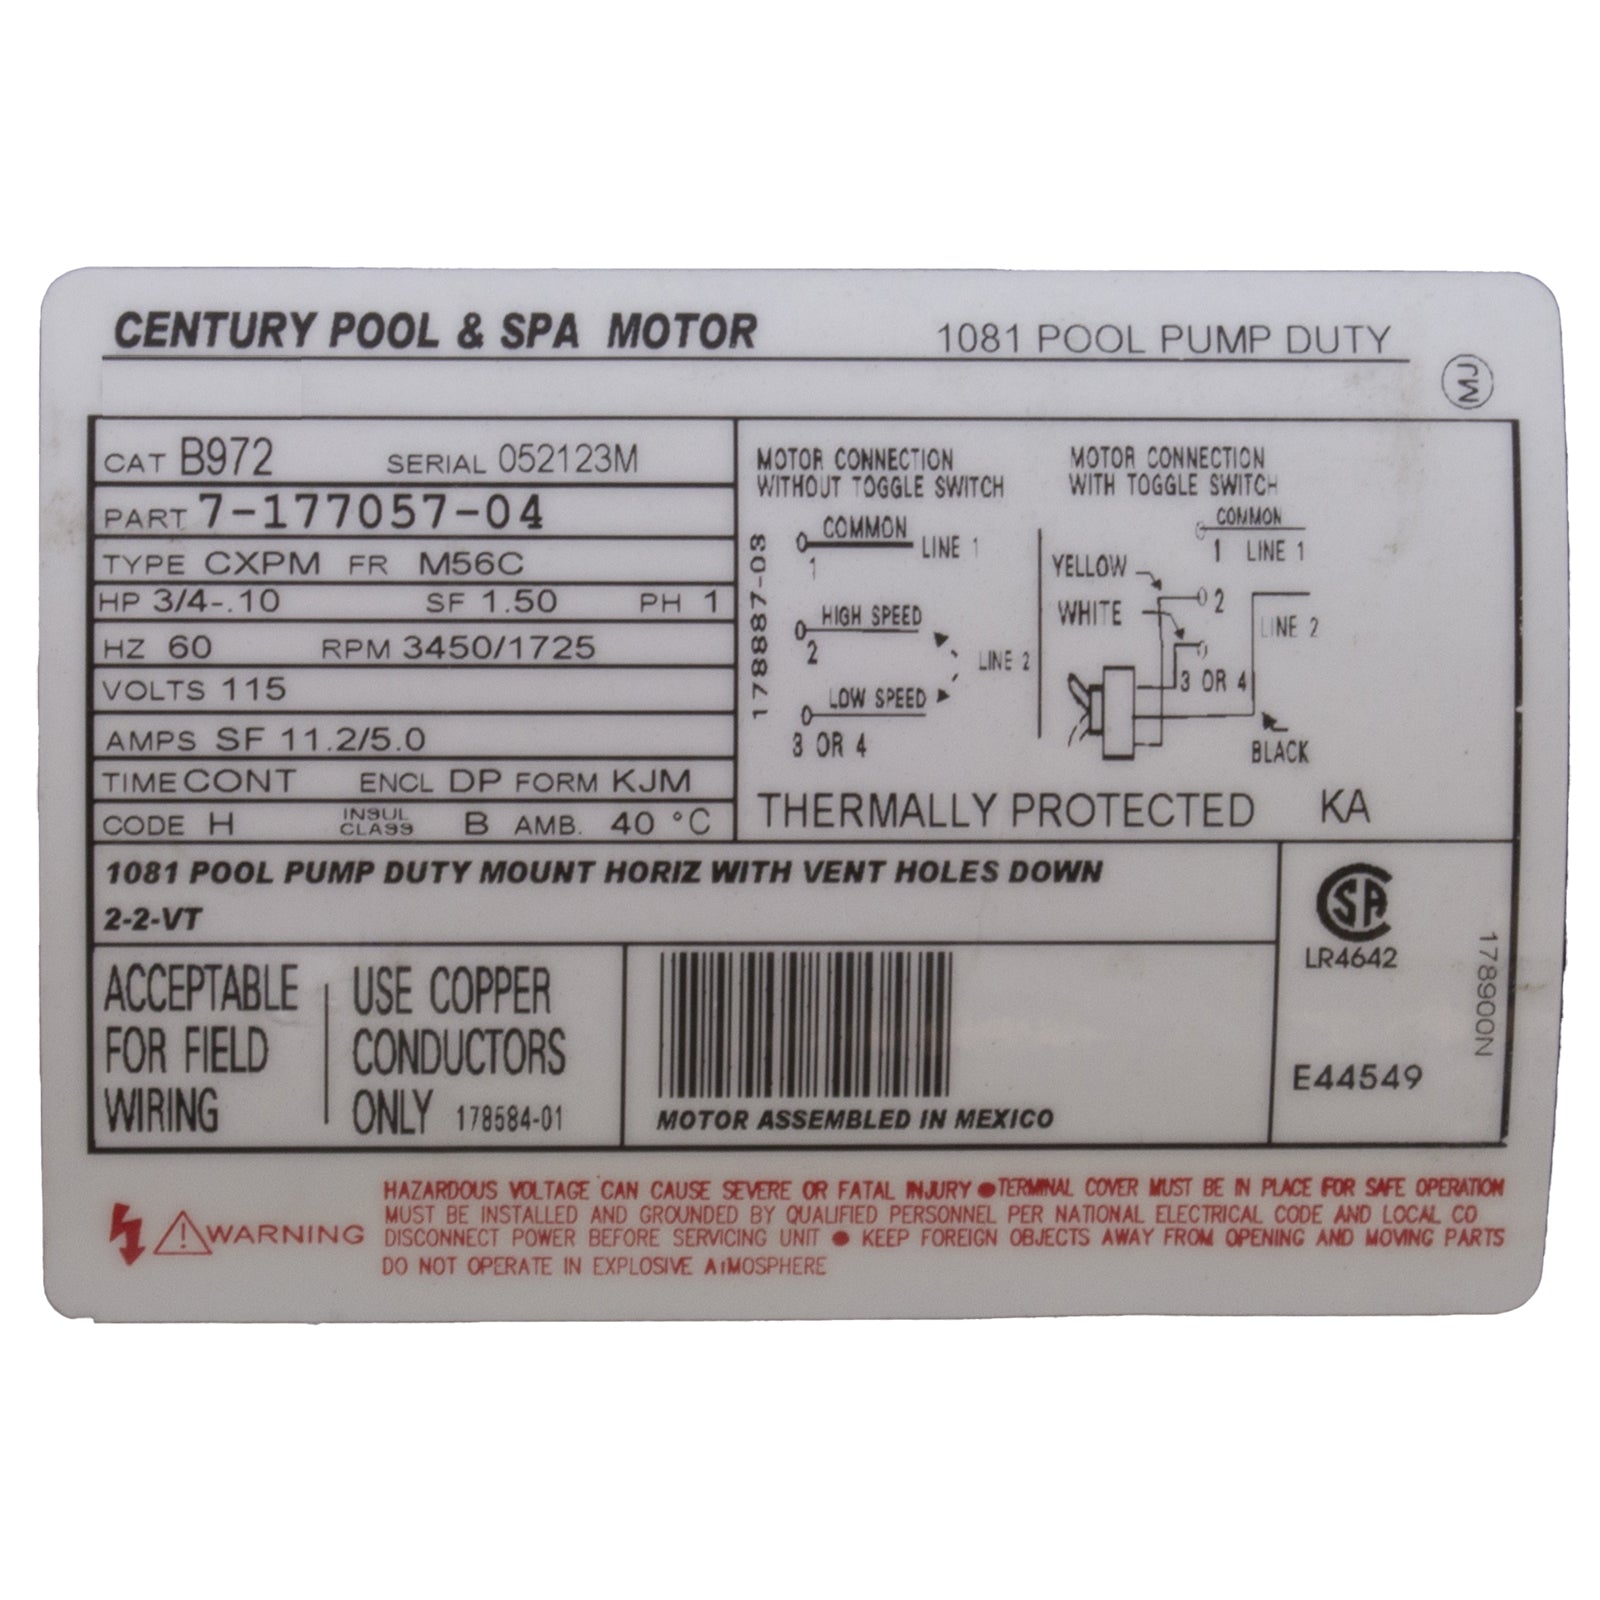 CENTURY POOL & SPA MOTOR
1081 POOL PUMP DUTY
MJ
CAT B972 SERIAL 052123M
PART 7-177057-04
TYPE CXPM FR M56C
HP 3/4-.10 SF 1.50 PH 1
HZ 60 RPM 3450/1725
VOLTS 115
AMPS SF 11.2/5.0
TIME CONT ENCL DP FORM KJM
CODE H INSUL CLASS B AMB. 40 °C
178887-03
MOTOR CONNECTION
WITHOUT TOGGLE SWITCH
COMMON
1
LINE 1
HIGH SPEED
2
LINE 2
LOW SPEED
3 OR 4
MOTOR CONNECTION
WITH TOGGLE SWITCH
COMMON
1 LINE 1
YELLOW
2
WHITE
LINE 2
3 OR 4
BLACK
THERMALLY PROTECTED KA
1081 POOL PUMP DUTY MOUNT HORIZ WITH VENT HOLES DOWN
2-2-VT
ACCEPTABLE
FOR FIELD
WIRING
USE COPPER
CONDUCTORS
ONLY 178584-01
MOTOR ASSEMBLED IN MEXICO
SA
LR4642
E44549
178900N
WARNING
HAZARDOUS VOLTAGE CAN CAUSE SEVERE OR FATAL INJURY ● TERMINAL COVER MUST BE IN PLACE FOR SAFE OPERATION
MUST BE INSTALLED AND GROUNDED BY QUALIFIED PERSONNEL PER NATIONAL ELECTRICAL CODE AND LOCAL CO
DISCONNECT POWER BEFORE SERVICING UNIT ● KEEP FOREIGN OBJECTS AWAY FROM OPENING AND MOVING PARTS
DO NOT OPERATE IN EXPLOSIVE ATMOSPHERE